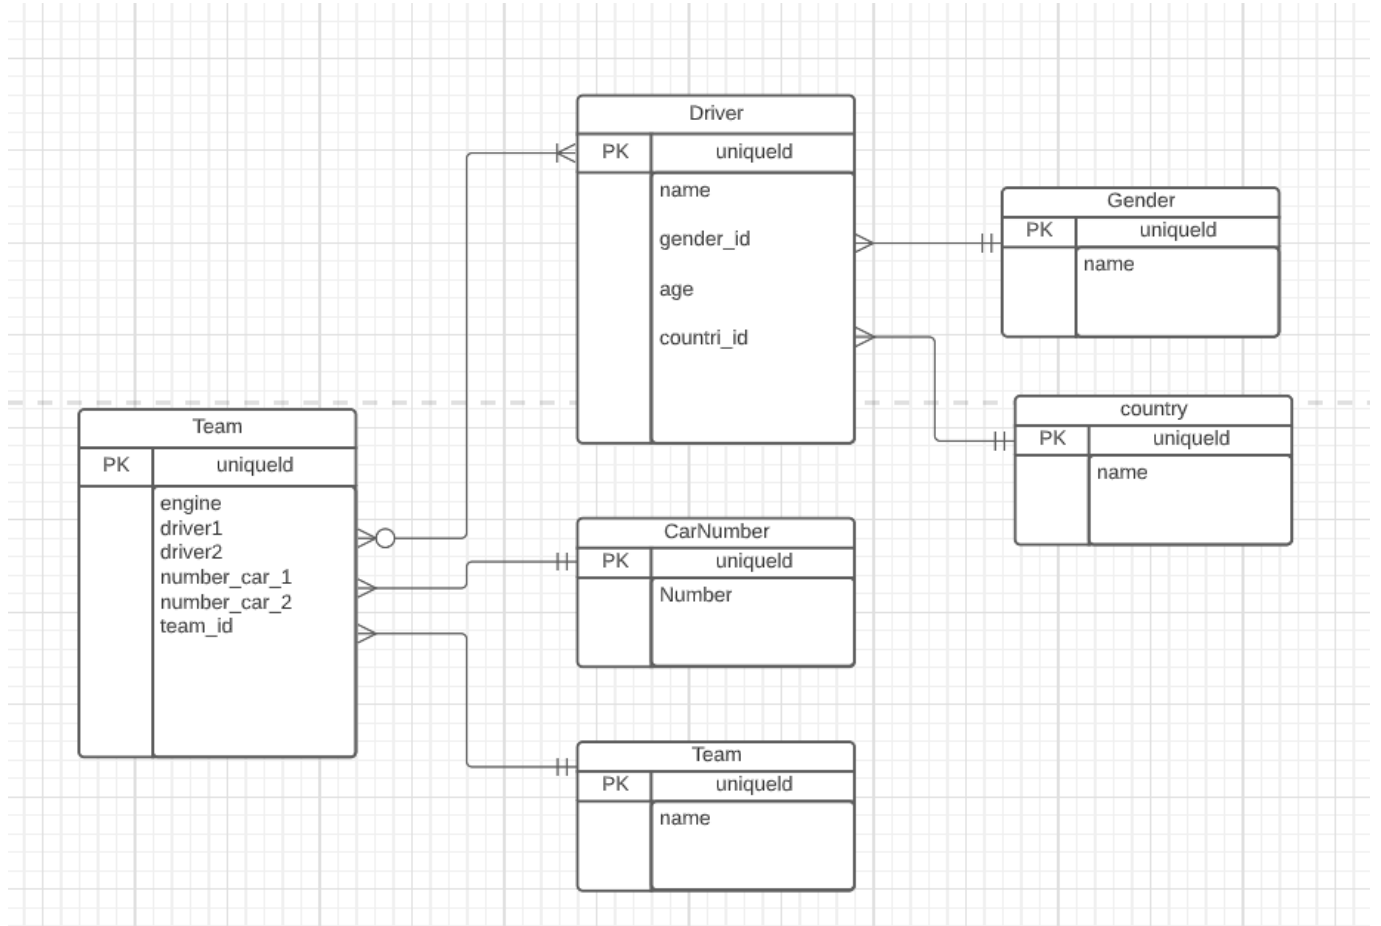 Driver
PK uniqueId
name
gender_id
age
countri_id
Gender
PK uniqueId
name
country
PK uniqueId
name
Team
PK uniqueId
engine
driver1
driver2
number_car_1
number_car_2
team_id
CarNumber
PK uniqueId
Number
Team
PK uniqueId
name